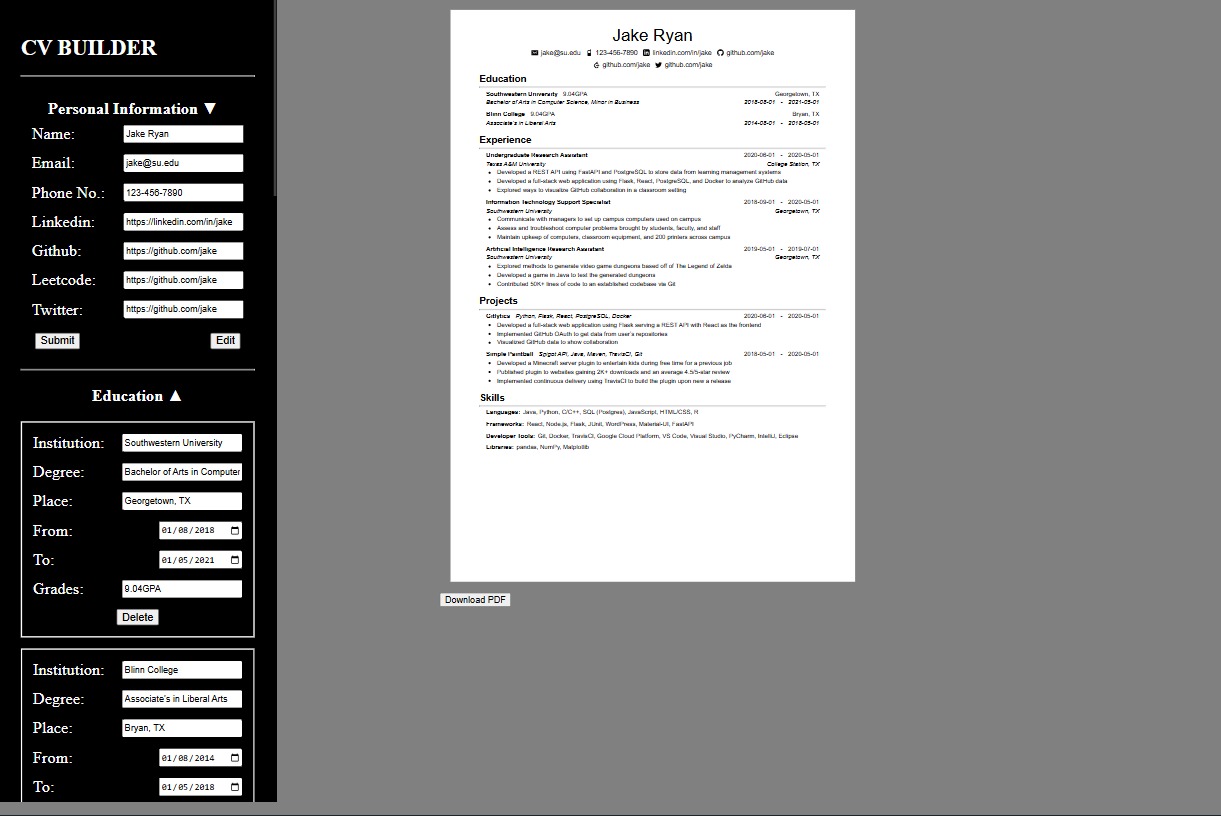 CV BUILDER
Personal Information ▼
Name: Jake Ryan
Email: jake@su.edu
Phone No.: 123-456-7890
Linkedin: https://linkedin.com/in/jake
Github: https://github.com/jake
Leetcode: https://github.com/jake
Twitter: https://github.com/jake
Submit Edit
Education ▲
Institution: Southwestern University
Degree: Bachelor of Arts in Computer
Place: Georgetown, TX
From: 01/08/2018
To: 01/05/2021
Grades: 9.04GPA
Delete
Institution: Blinn College
Degree: Associate's in Liberal Arts
Place: Bryan, TX
From: 01/08/2014
To: 01/05/2018
Jake Ryan
jake@su.edu 123-456-7890 linkedin.com/in/jake github.com/jake
github.com/jake github.com/jake
Education
Southwestern University 9.04GPA Georgetown, TX
Bachelor of Arts in Computer Science, Minor in Business 2018-08-01 - 2021-05-01
Blinn College 9.04GPA Bryan, TX
Associate's in Liberal Arts 2014-08-01 - 2018-05-01
Experience
Undergraduate Research Assistant 2020-06-01 - 2020-05-01
Texas A&M University College Station, TX
• Developed a REST API using FastAPI and PostgreSQL to store data from learning management systems
• Developed a full-stack web application using Flask, React, PostgreSQL, and Docker to analyze GitHub data
• Explored ways to visualize GitHub collaboration in a classroom setting
Information Technology Support Specialist 2018-09-01 - 2020-05-01
Southwestern University Georgetown, TX
• Communicate with managers to set up campus computers used on campus
• Assess and troubleshoot computer problems brought by students, faculty, and staff
• Maintain upkeep of computers, classroom equipment, and 200 printers across campus
Artificial Intelligence Research Assistant 2019-05-01 - 2019-07-01
Southwestern University Georgetown, TX
• Explored methods to generate video game dungeons based off of The Legend of Zelda
• Developed a game in Java to test the generated dungeons
• Contributed 50K+ lines of code to an established codebase via Git
Projects
Gitlytics Python, Flask, React, PostgreSQL, Docker 2020-06-01 - 2020-05-01
• Developed a full-stack web application using Flask serving a REST API with React as the frontend
• Implemented GitHub OAuth to get data from user's repositories
• Visualized GitHub data to show collaboration
Simple Paintball Spigot API, Java, Maven, TravisCI, Git 2018-05-01 - 2020-05-01
• Developed a Minecraft server plugin to entertain kids during free time for a previous job
• Published plugin to websites gaining 2K+ downloads and an average 4.5/5-star review
• Implemented continuous delivery using TravisCI to build the plugin upon new a release
Skills
Languages: Java, Python, C/C++, SQL (Postgres), JavaScript, HTML/CSS, R
Frameworks: React, Node.js, Flask, JUnit, WordPress, Material-UI, FastAPI
Developer Tools: Git, Docker, TravisCI, Google Cloud Platform, VS Code, Visual Studio, PyCharm, IntelliJ, Eclipse
Libraries: pandas, NumPy, Matplotlib
Download PDF